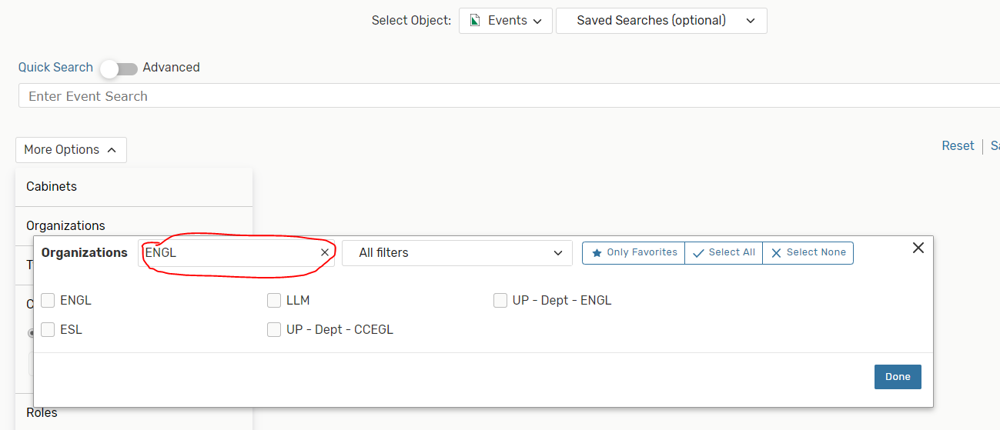 Select Object: Events Saved Searches (optional)
Quick Search Advanced
Enter Event Search
More Options
Reset
Cabinets
Organizations
Organizations ENGL All filters Only Favorites Select All Select None
ENGL LLM UP - Dept - ENGL
ESL UP - Dept - CCEGL
Done
Roles